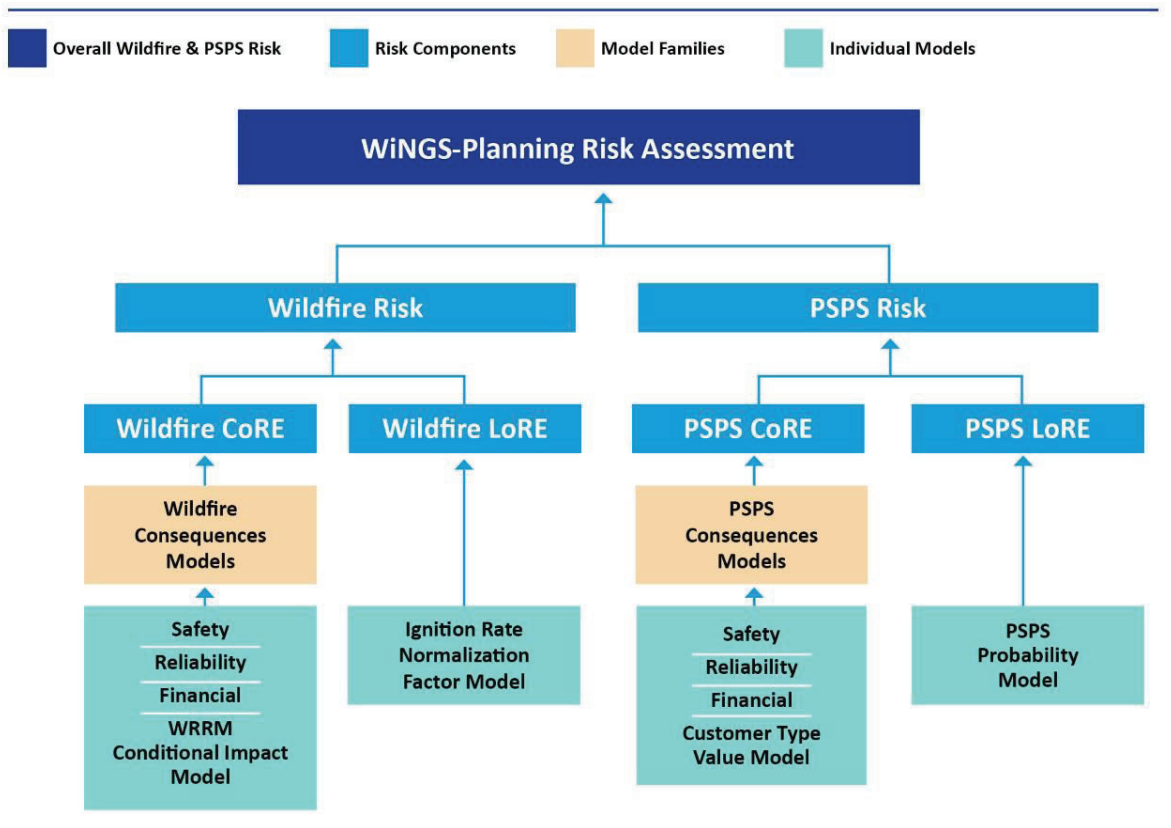 Overall Wildfire & PSPS Risk
Risk Components
Model Families
Individual Models
WiNGS-Planning Risk Assessment
Wildfire Risk
PSPS Risk
Wildfire CoRE
Wildfire LoRE
PSPS CoRE
PSPS LoRE
Wildfire
Consequences
Models
PSPS
Consequences
Models
Safety
Reliability
Financial
WRRM
Conditional Impact
Model
Ignition Rate
Normalization
Factor Model
Safety
Reliability
Financial
Customer Type
Value Model
PSPS
Probability
Model